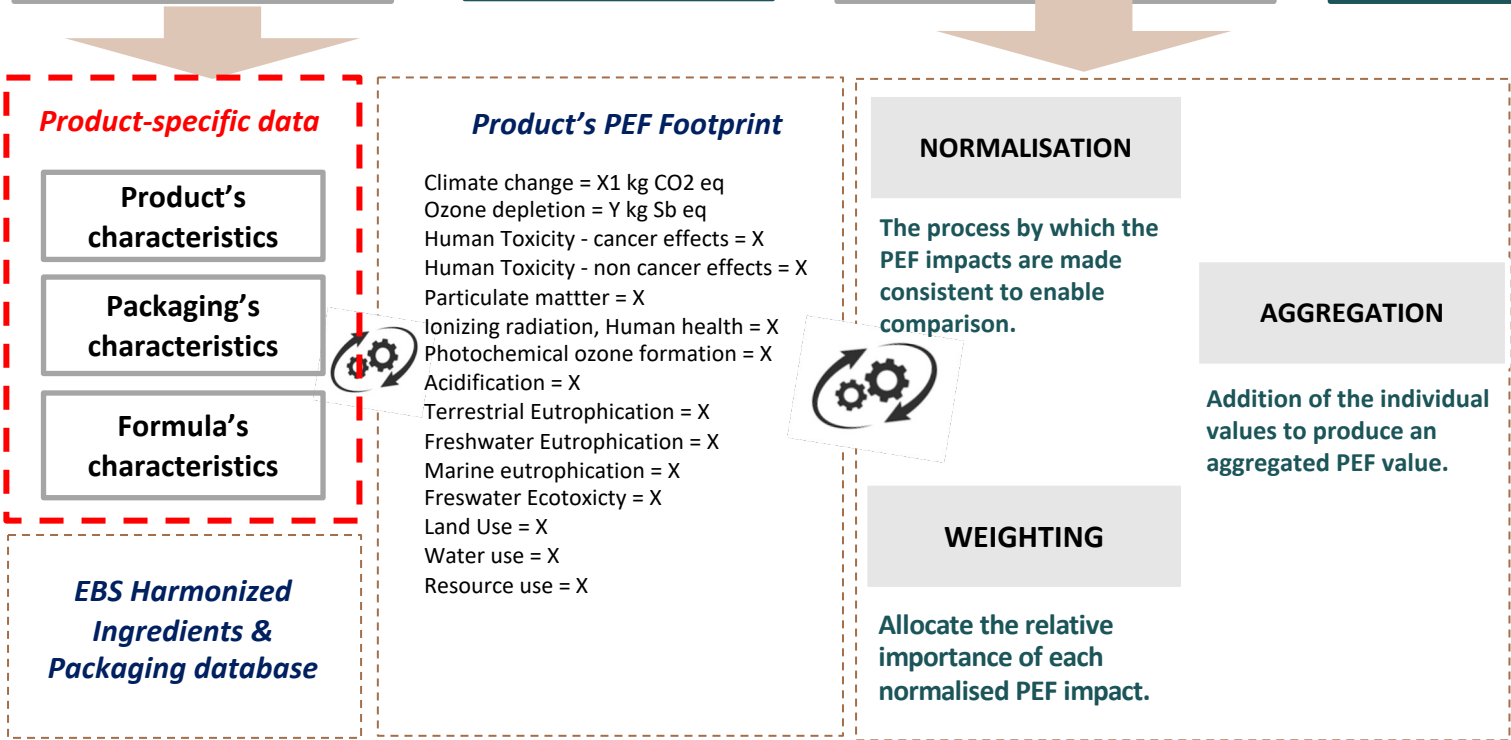 Product-specific data
Product's
characteristics
Packaging's
characteristics
Formula's
characteristics
EBS Harmonized
Ingredients &
Packaging database
Product's PEF Footprint
Climate change = X1 kg CO2 eq
Ozone depletion = Y kg Sb eq
Human Toxicity - cancer effects = X
Human Toxicity - non cancer effects = X
Particulate mattter = X
Ionizing radiation, Human health = X
Photochemical ozone formation = X
Acidification = X
Terrestrial Eutrophication = X
Freshwater Eutrophication = X
Marine eutrophication = X
Freswater Ecotoxicty = X
Land Use = X
Water use = X
Resource use = X
NORMALISATION
The process by which the
PEF impacts are made
consistent to enable
comparison.
WEIGHTING
Allocate the relative
importance of each
normalised PEF impact.
AGGREGATION
Addition of the individual
values to produce an
aggregated PEF value.